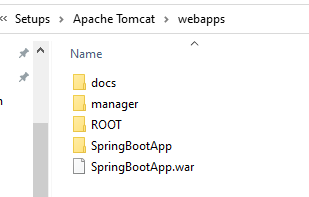 Setups > Apache Tomcat > webapps
Name
docs
manager
ROOT
SpringBootApp
SpringBootApp.war